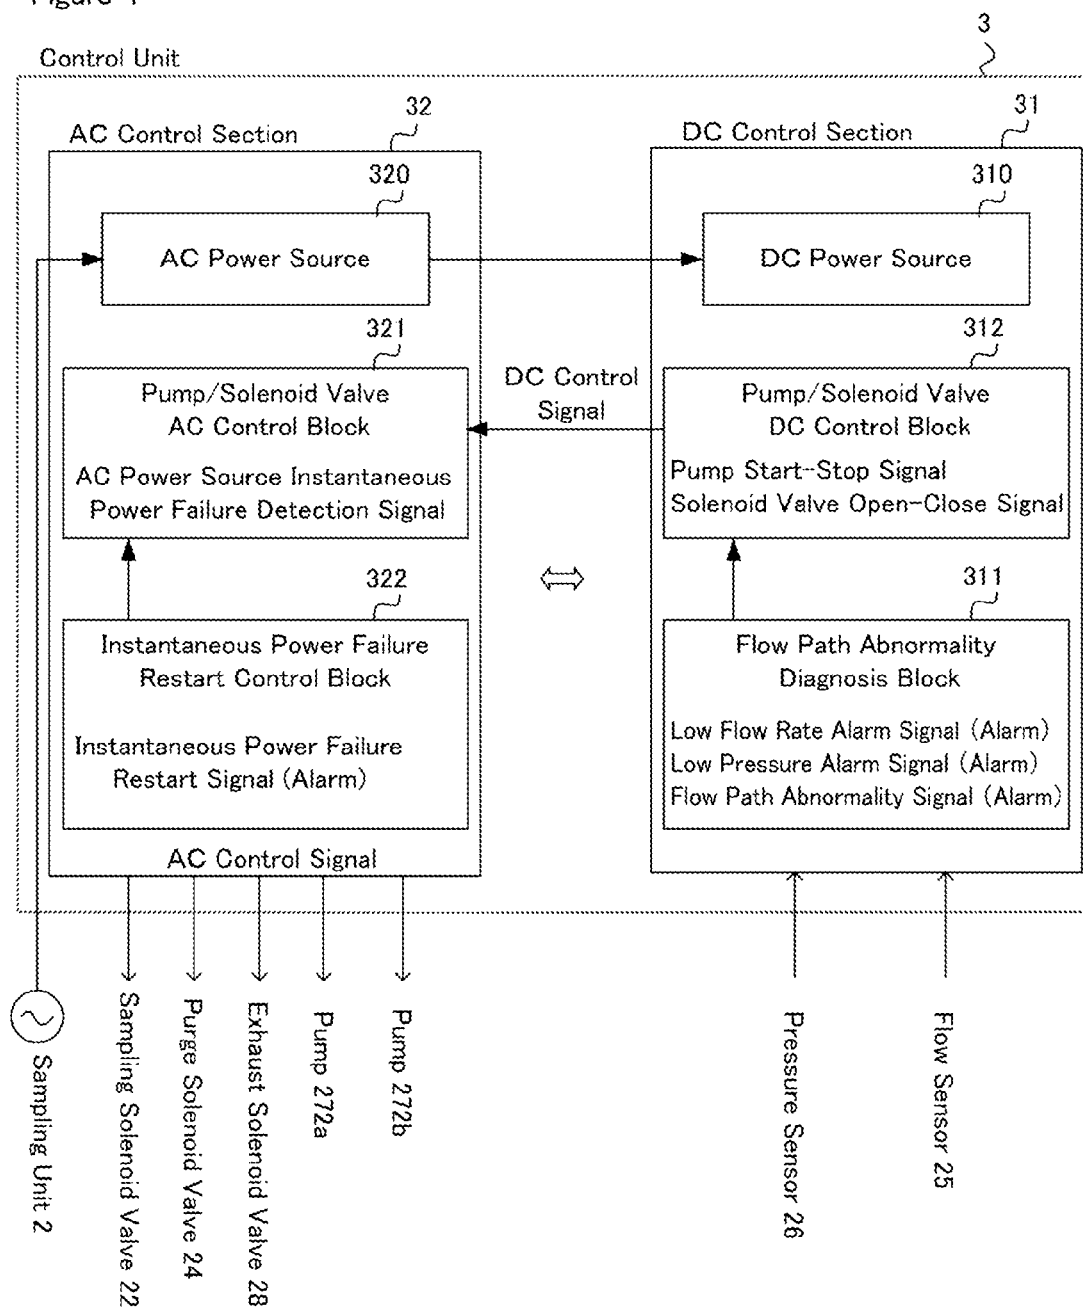 Figure
3
Control Unit
32
AC Control Section
31
DC Control Section
320
AC Power Source
310
DC Power Source
321
Pump/Solenoid Valve
AC Control Block
AC Power Source Instantaneous
Power Failure Detection Signal
DC Control
Signal
312
Pump/Solenoid Valve
DC Control Block
Pump Start-Stop Signal
Solenoid Valve Open-Close Signal
322
Instantaneous Power Failure
Restart Control Block
Instantaneous Power Failure
Restart Signal (Alarm)
311
Flow Path Abnormality
Diagnosis Block
Low Flow Rate Alarm Signal (Alarm)
Low Pressure Alarm Signal (Alarm)
Flow Path Abnormality Signal (Alarm)
AC Control Signal
Sampling Unit 2
Sampling Solenoid Valve 22
Purge Solenoid Valve 24
Exhaust Solenoid Valve 28
Pump 272a
Pump 272b
Pressure Sensor 26
Flow Sensor 25